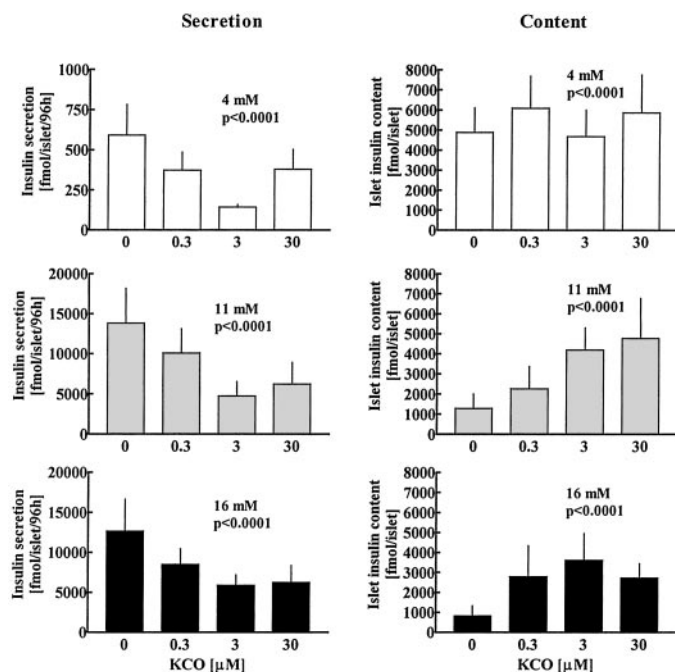 Secretion
Content
Insulin secretion
[fmol/islet/96h]
1000
750
500
250
0
4 mM
p<0.0001
0 0.3 3 30
Islet insulin content
[fmol/islet]
8000
7000
6000
5000
4000
3000
2000
1000
0
4 mM
p<0.0001
0 0.3 3 30
Insulin secretion
[fmol/islet/96h]
20000
15000
10000
5000
0
11 mM
p<0.0001
0 0.3 3 30
Islet insulin content
[fmol/islet]
8000
7000
6000
5000
4000
3000
2000
1000
0
11 mM
p<0.0001
0 0.3 3 30
Insulin secretion
[fmol/islet/96h]
20000
15000
10000
5000
0
16 mM
p<0.0001
0 0.3 3 30
KCO [µM]
Islet insulin content
[fmol/islet]
8000
7000
6000
5000
4000
3000
2000
1000
0
16 mM
p<0.0001
0 0.3 3 30
KCO [µM]